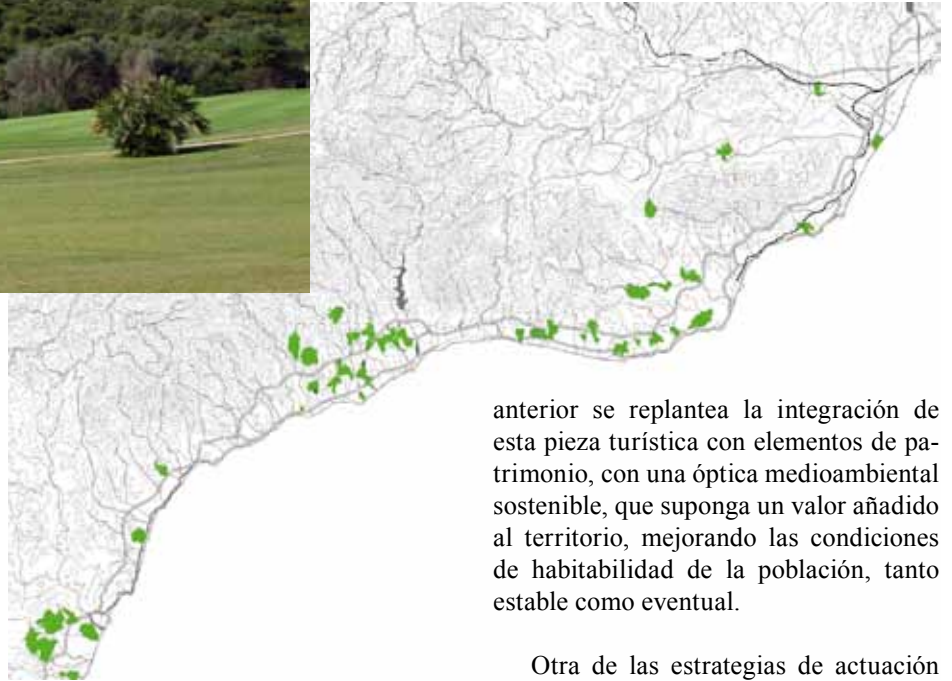 anterior se replantea la integración de
esta pieza turística con elementos de pa-
trimonio, con una óptica medioambiental
sostenible, que suponga un valor añadido
al territorio, mejorando las condiciones
de habitabilidad de la población, tanto
estable como eventual.
Otra de las estrategias de actuación